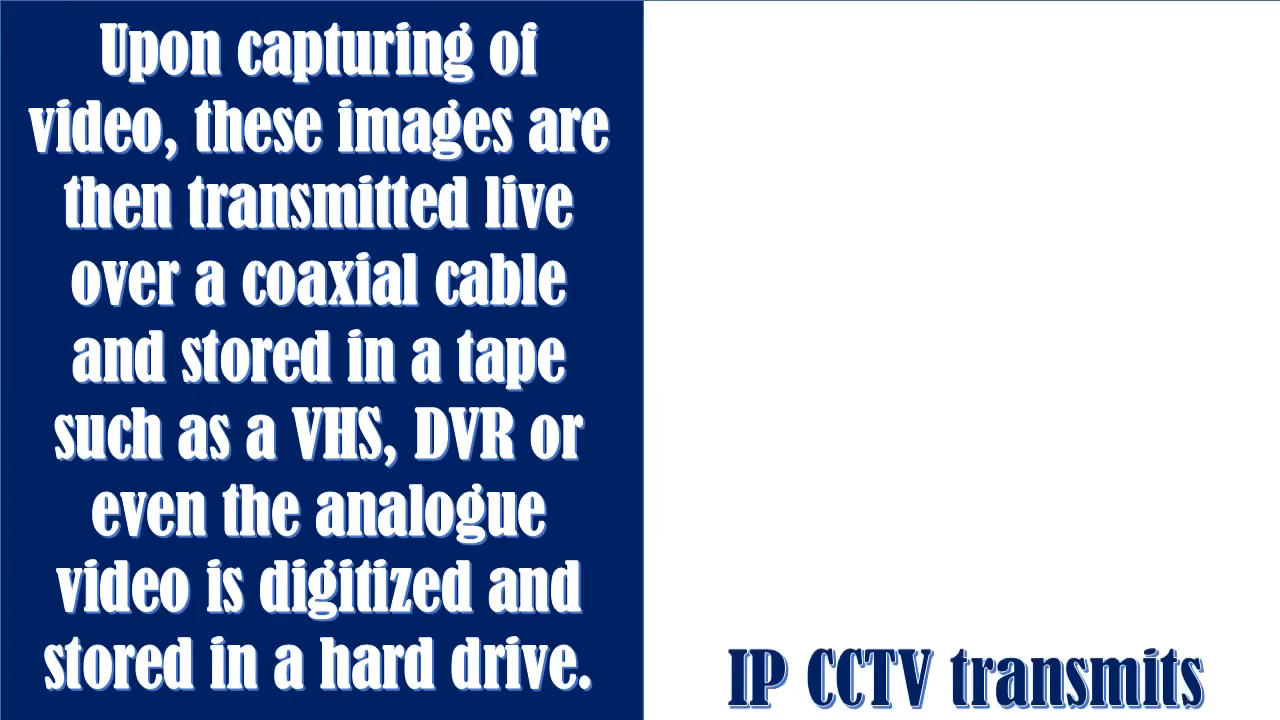 Upon capturing of
video, these images are
then transmitted live
over a coaxial cable
and stored in a tape
such as a VHS, DVR or
even the analogue
video is digitized and
stored in a hard drive.
IP CCTV transmits